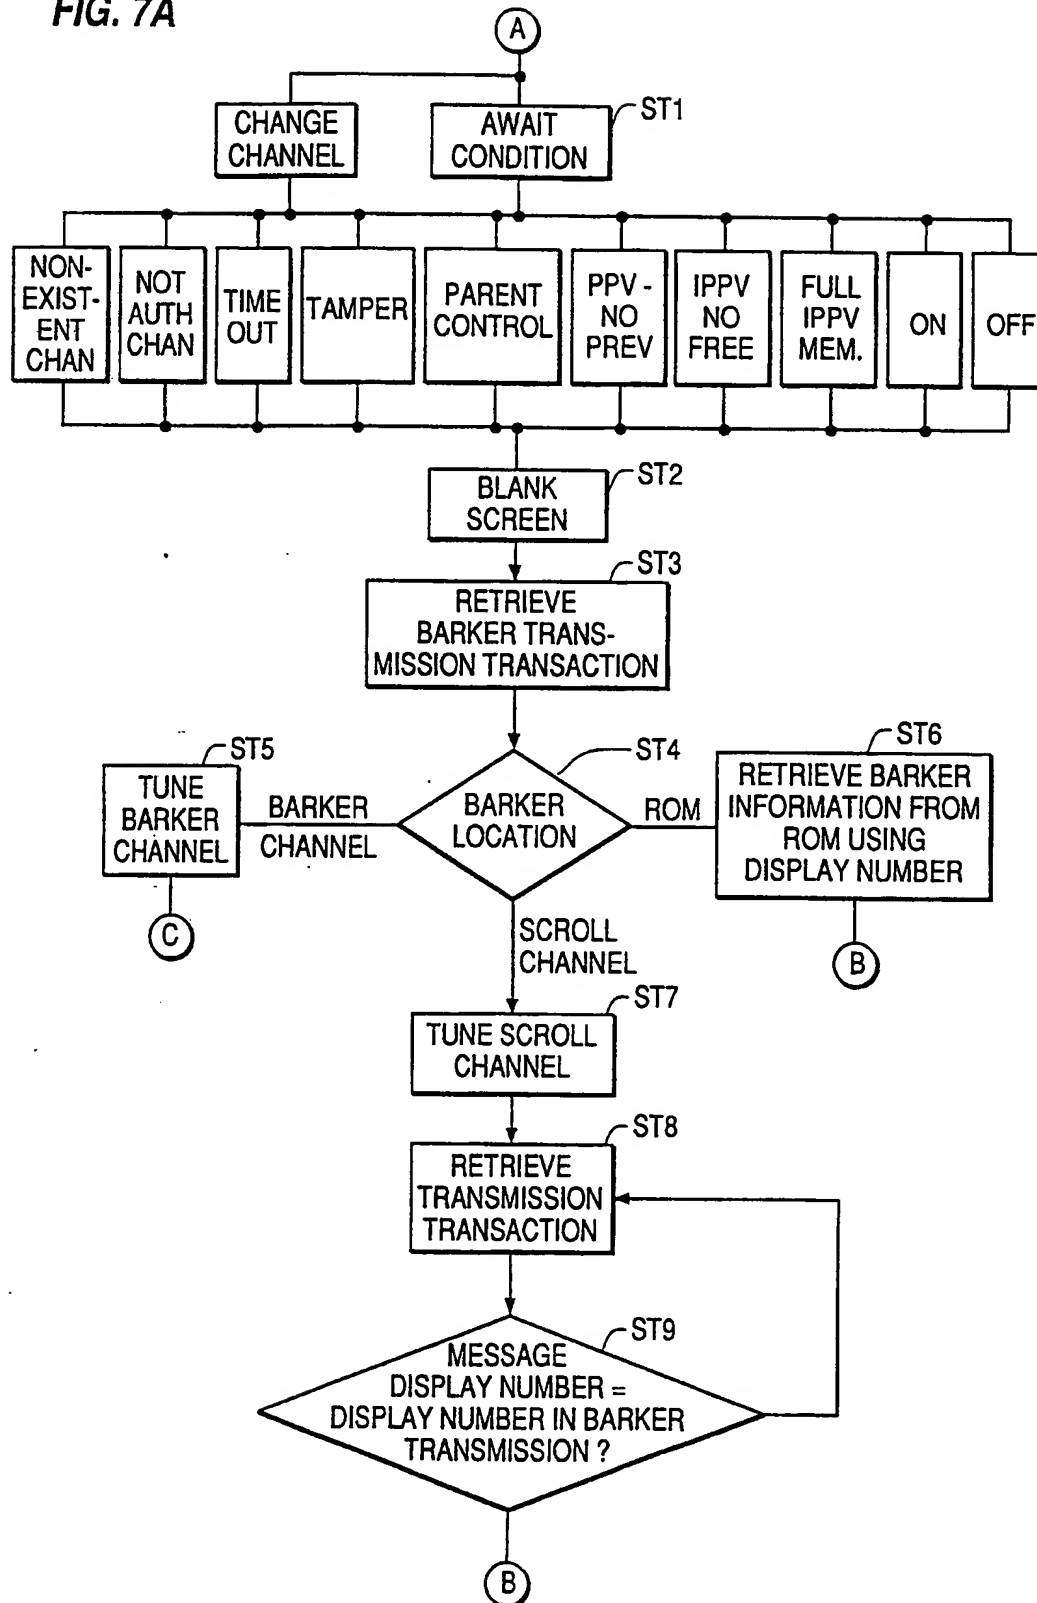 FIG. 7A
A
CHANGE
CHANNEL
AWAIT
CONDITION
ST1
NON-
EXIST-
ENT
CHAN
NOT
AUTH
CHAN
TIME
OUT
TAMPER
PARENT
CONTROL
PPV -
NO
PREV
IPPV
NO
FREE
FULL
IPPV
MEM.
ON
OFF
BLANK
SCREEN
ST2
RETRIEVE
BARKER TRANS-
MISSION TRANSACTION
ST3
BARKER
LOCATION
ST4
BARKER
CHANNEL
TUNE
BARKER
CHANNEL
ST5
C
ROM
RETRIEVE BARKER
INFORMATION FROM
ROM USING
DISPLAY NUMBER
ST6
B
SCROLL
CHANNEL
TUNE SCROLL
CHANNEL
ST7
RETRIEVE
TRANSMISSION
TRANSACTION
ST8
MESSAGE
DISPLAY NUMBER =
DISPLAY NUMBER IN BARKER
TRANSMISSION ?
ST9
B